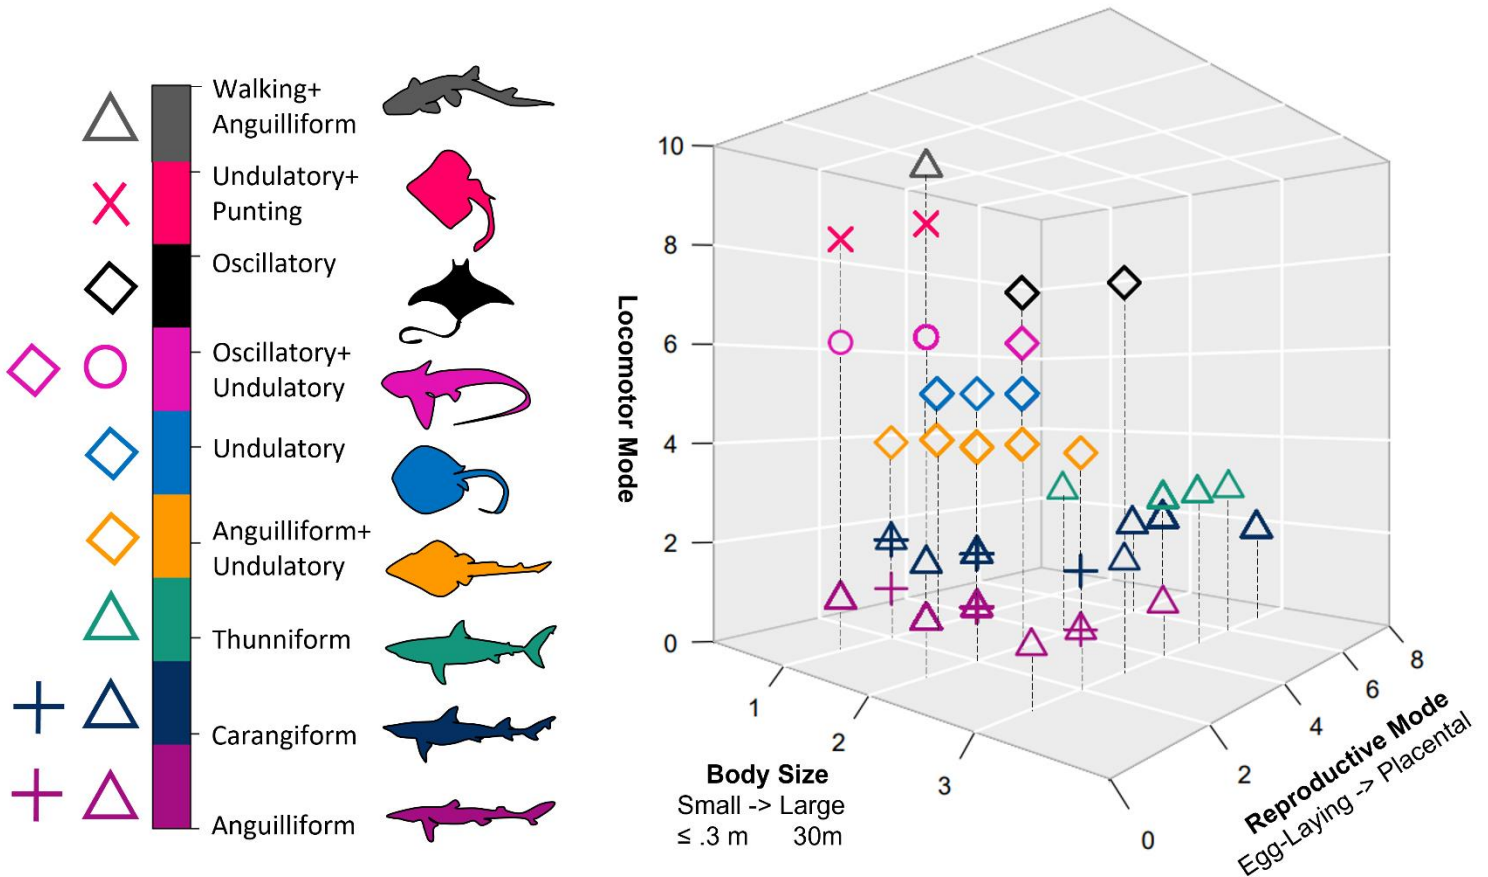 Walking+
Anguilliform
Undulatory+
Punting
Oscillatory
Oscillatory+
Undulatory
Undulatory
Anguilliform+
Undulatory
Thunniform
Carangiform
Anguilliform
Locomotor Mode
10
8
6
4
2
0
1
2
3
Body Size
Small -> Large
≤ .3 m 30m
0
2
4
6
8
Reproductive Mode
Egg-Laying -> Placental